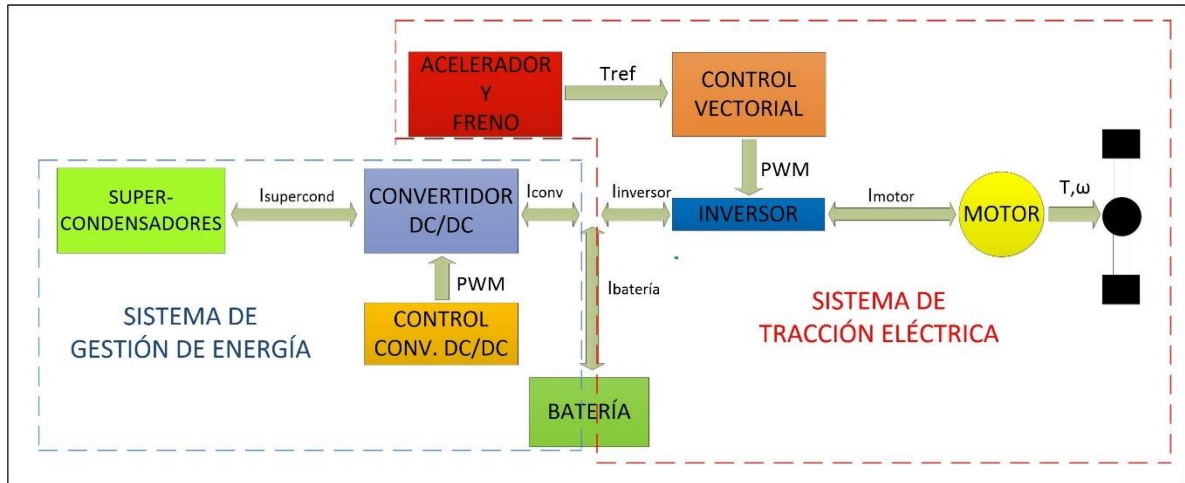 ACELERADOR
Y
FRENO
Tref
CONTROL
VECTORIAL
PWM
SUPER-
CONDENSADORES
Isupercond
CONVERTIDOR
DC/DC
Iconv
Iinversor
INVERSOR
Imotor
MOTOR
T,ω
PWM
Ibatería
CONTROL
CONV. DC/DC
SISTEMA DE
GESTIÓN DE ENERGÍA
SISTEMA DE
TRACCIÓN ELÉCTRICA
BATERÍA